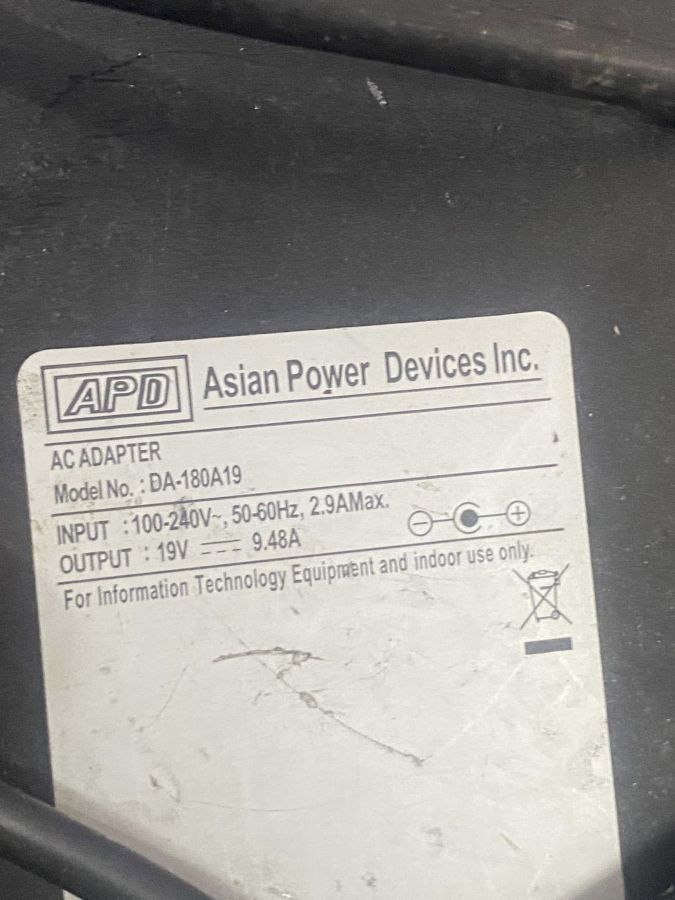 APD Asian Power Devices Inc.
AC ADAPTER
Model No. : DA-180A19
INPUT : 100-240V~, 50-60Hz, 2.9AMax.
OUTPUT : 19V ⎓ 9.48A
For Information Technology Equipment and indoor use only.